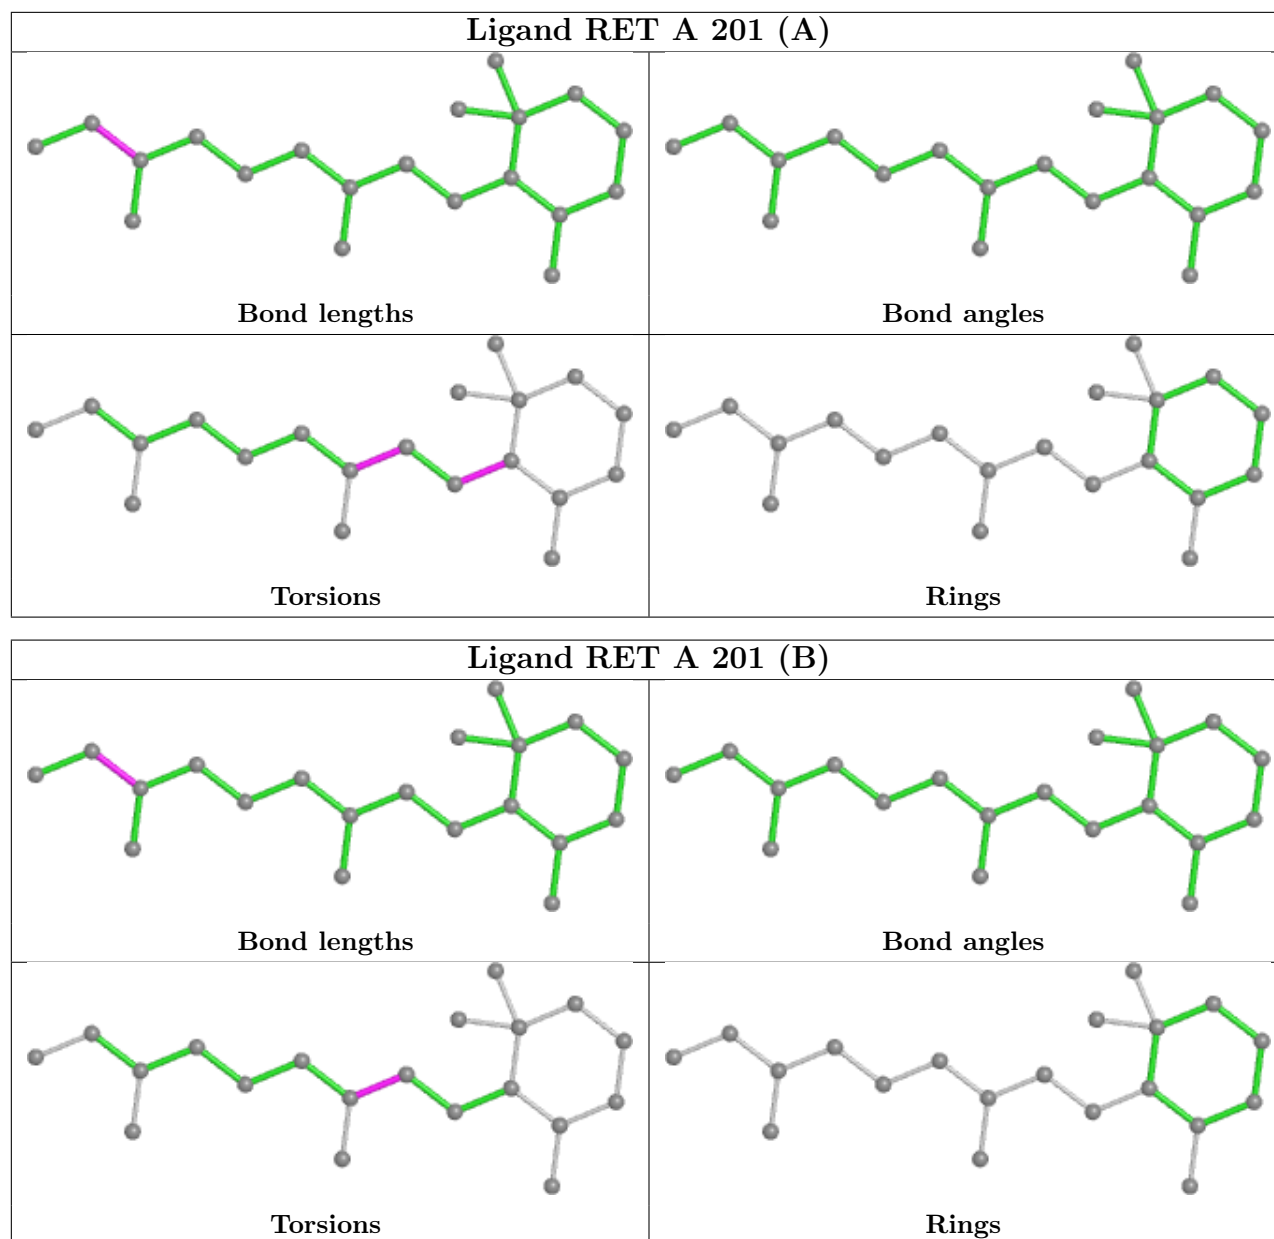 Ligand RET A 201 (A)
Bond lengths
Bond angles
Torsions
Rings
Ligand RET A 201 (B)
Bond lengths
Bond angles
Torsions
Rings